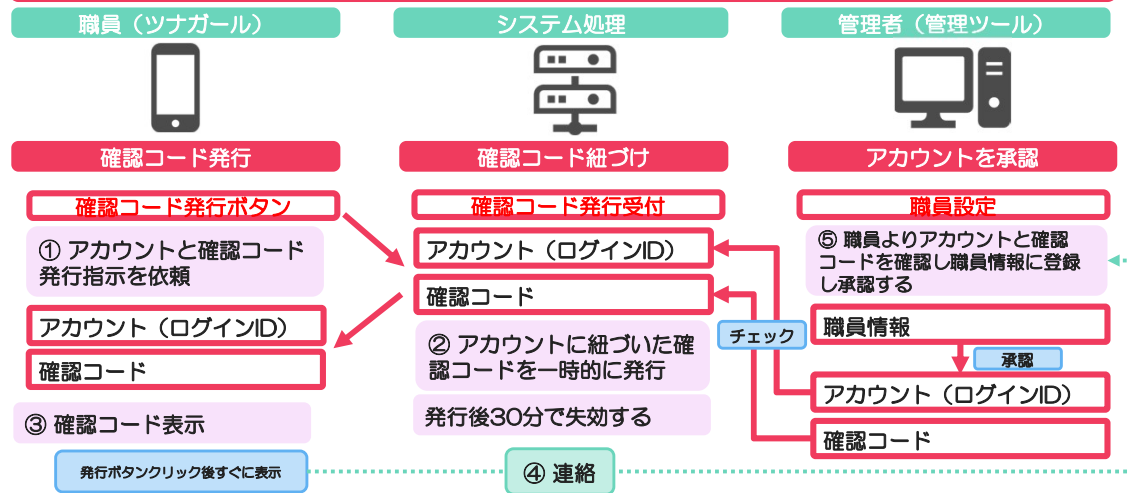 職員（ツナガール）
システム処理
管理者（管理ツール）
確認コード発行
確認コード紐づけ
アカウントを承認
確認コード発行ボタン
① アカウントと確認コード
発行指示を依頼
アカウント（ログインID）
確認コード
③ 確認コード表示
発行ボタンクリック後すぐに表示
確認コード発行受付
アカウント（ログインID）
確認コード
② アカウントに紐づいた確
認コードを一時的に発行
発行後30分で失効する
④ 連絡
チェック
職員設定
⑤ 職員よりアカウントと確認
コードを確認し職員情報に登録
し承認する
職員情報
承認
アカウント（ログインID）
確認コード